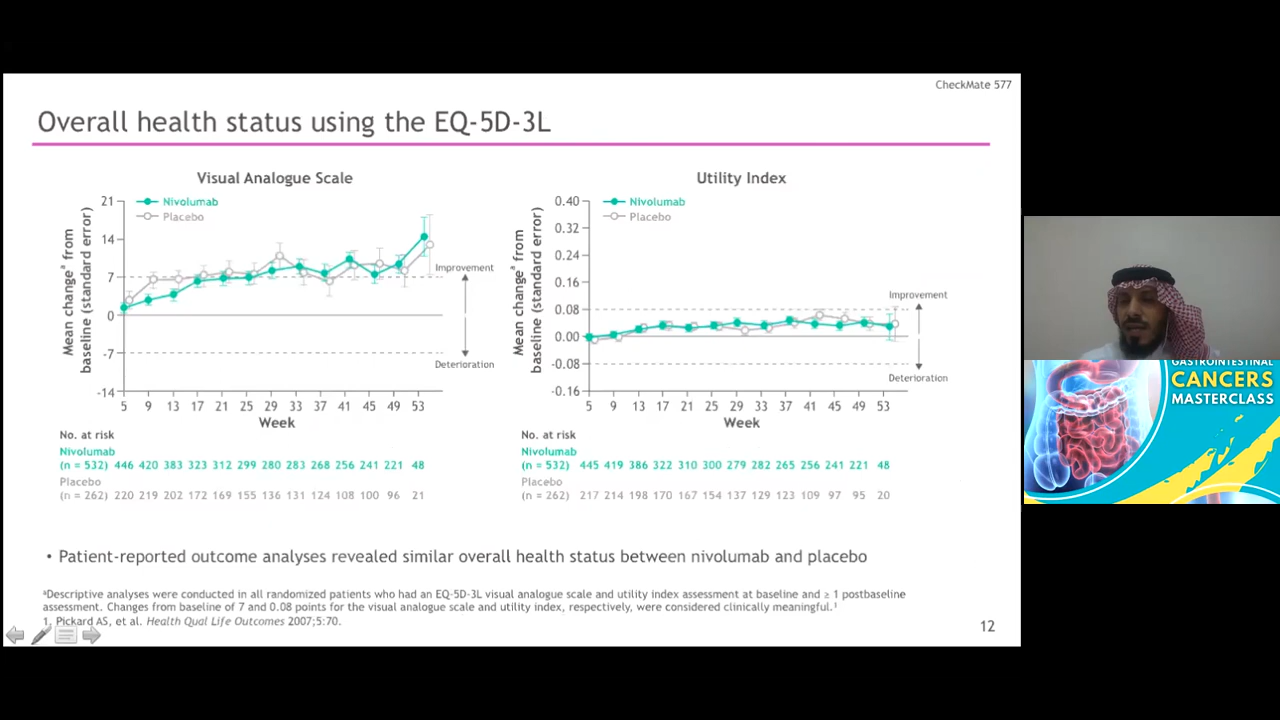 CheckMate 577
Overall health status using the EQ-5D-3L
Visual Analogue Scale
21
14
7
0
-7
-14
Mean changeᵃ from
baseline (standard error)
Nivolumab
Placebo
Improvement
Deterioration
5 9 13 17 21 25 29 33 37 41 45 49 53
Week
No. at risk
Nivolumab
(n = 532) 446 420 383 323 312 299 280 283 268 256 241 221 48
Placebo
(n = 262) 220 219 202 172 169 155 136 131 124 108 100 96 21
Utility Index
0.40
0.32
0.24
0.16
0.08
0.00
-0.08
-0.16
Mean changeᵃ from
baseline (standard error)
Nivolumab
Placebo
Improvement
Deterioration
5 9 13 17 21 25 29 33 37 41 45 49 53
Week
No. at risk
Nivolumab
(n = 532) 445 419 386 322 310 300 279 282 265 256 241 221 48
Placebo
(n = 262) 217 214 198 170 167 154 137 129 123 109 97 95 20
• Patient-reported outcome analyses revealed similar overall health status between nivolumab and placebo
ᵃDescriptive analyses were conducted in all randomized patients who had an EQ-5D-3L visual analogue scale and utility index assessment at baseline and ≥ 1 postbaseline
assessment. Changes from baseline of 7 and 0.08 points for the visual analogue scale and utility index, respectively, were considered clinically meaningful.¹
1. Pickard AS, et al. Health Qual Life Outcomes 2007;5:70.
12
GASTROINTESTINAL
CANCERS
MASTERCLASS